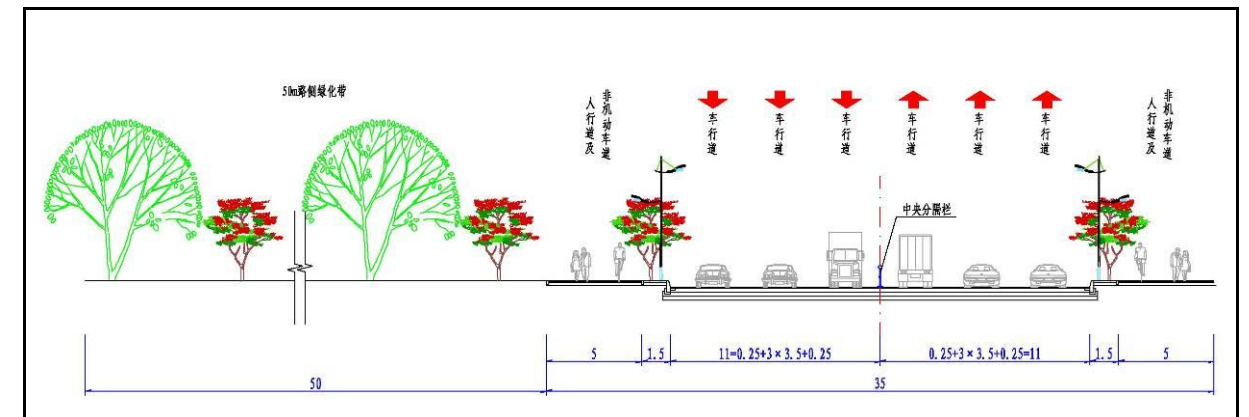 50m路侧绿化带
人行道及
非机动车道
车行道
车行道
车行道
车行道
车行道
车行道
人行道及
非机动车道
中央分隔栏
5
1.5
11=0.25+3×3.5+0.25
0.25+3×3.5+0.25=11
1.5
5
50
35